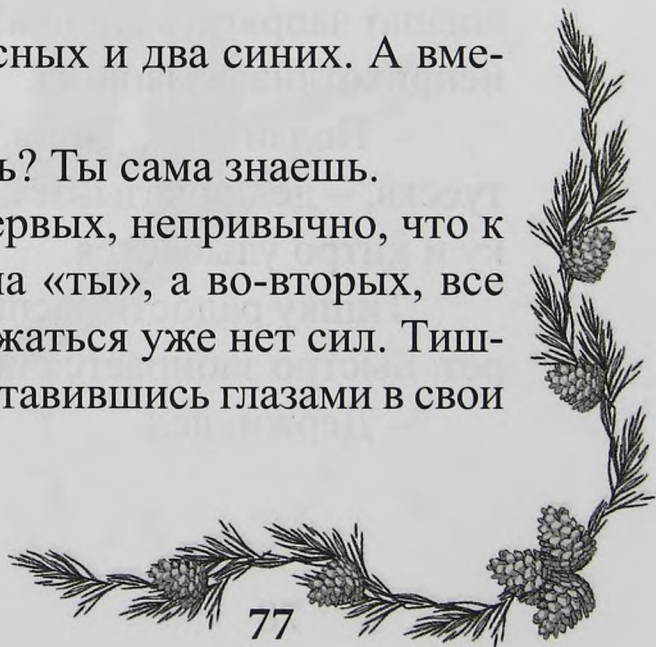 сных и два синих. А вме-
ь? Ты сама знаешь.
ервых, непривычно, что к
на «ты», а во-вторых, все
жаться уже нет сил. Тиш-
тавившись глазами в свои
77